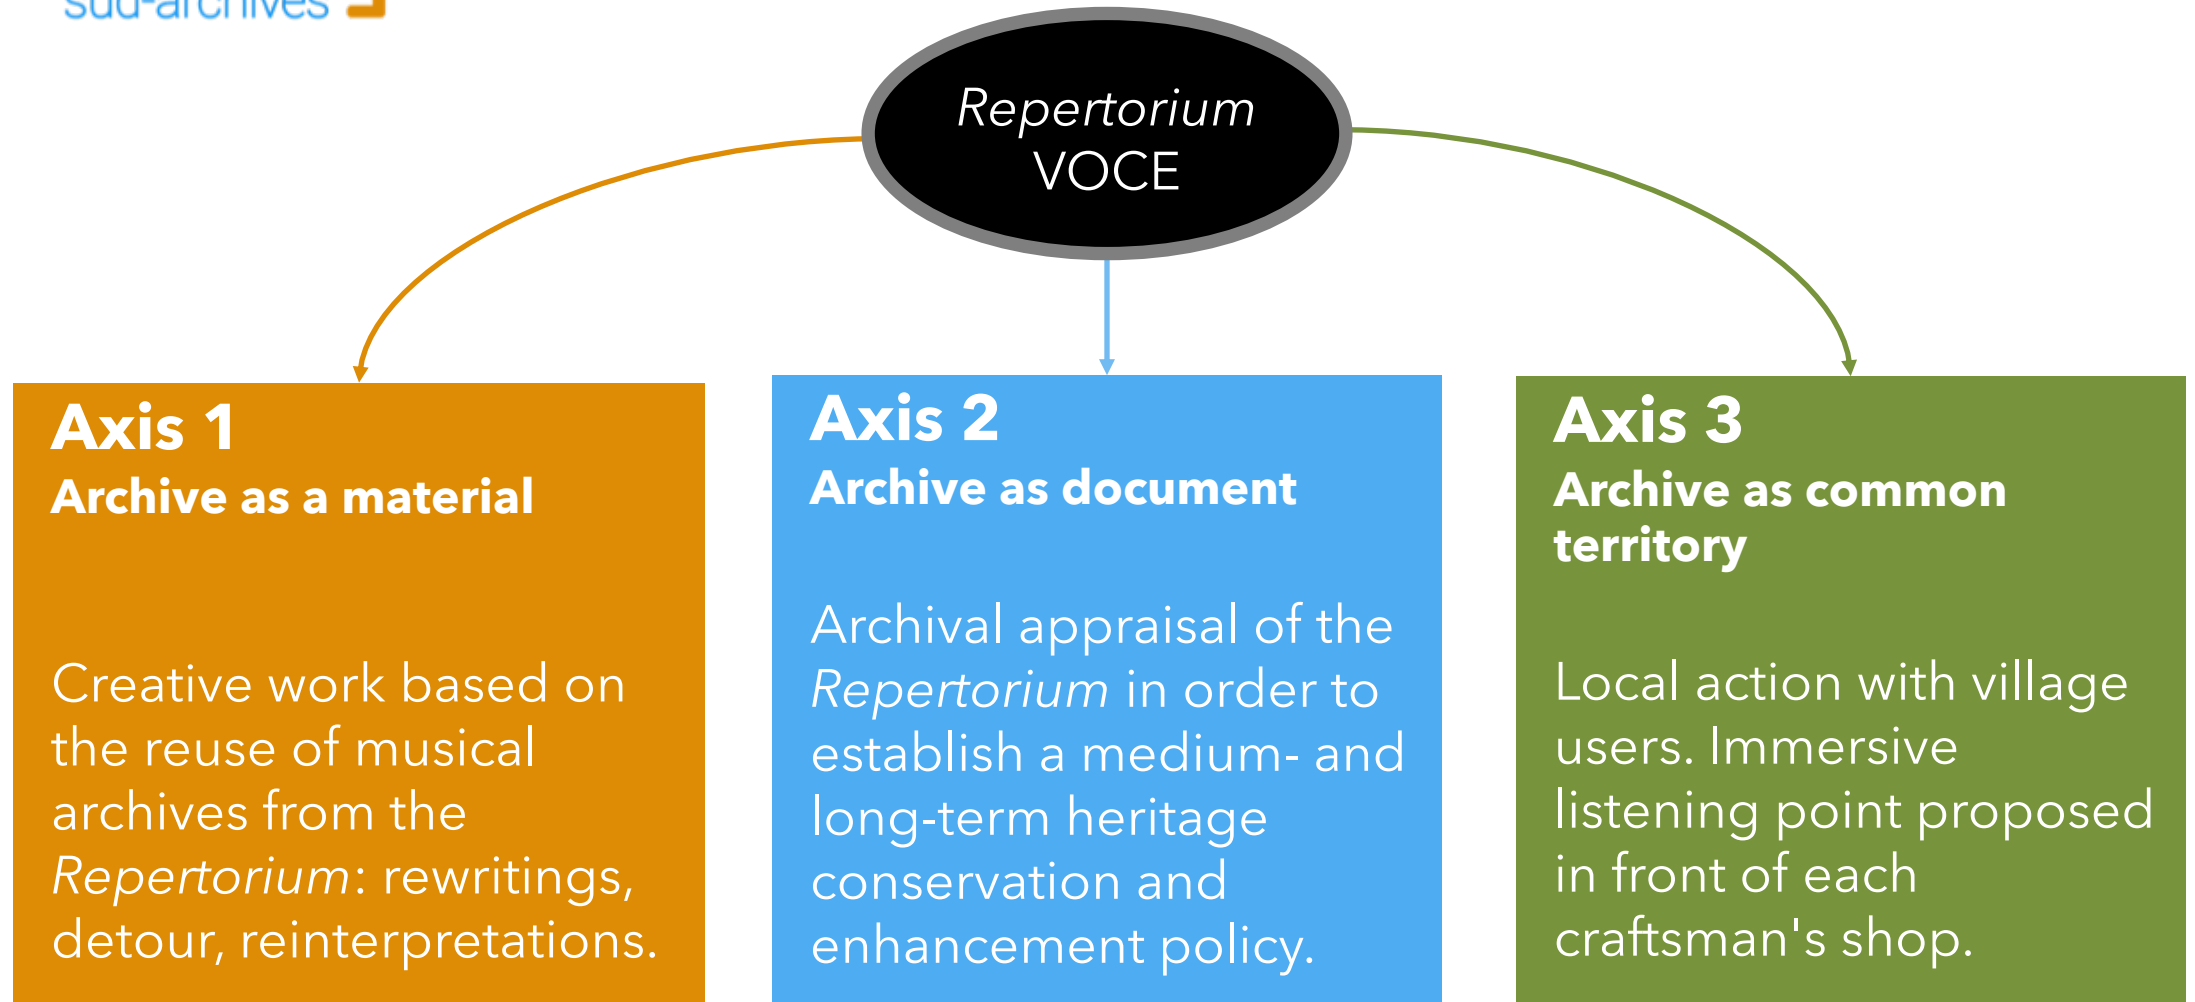 sud-archives
Repertorium
VOCE
Axis 1
Archive as a material
Creative work based on
the reuse of musical
archives from the
Repertorium: rewritings,
detour, reinterpretations.
Axis 2
Archive as document
Archival appraisal of the
Repertorium in order to
establish a medium- and
long-term heritage
conservation and
enhancement policy.
Axis 3
Archive as common
territory
Local action with village
users. Immersive
listening point proposed
in front of each
craftsman's shop.